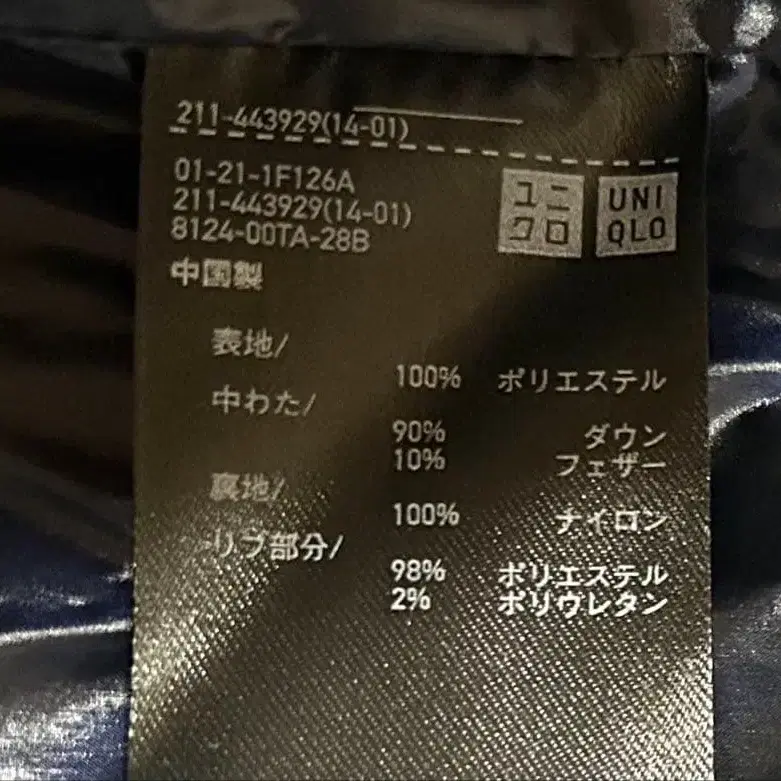 211-443929(14-01)
01-21-1F126A
211-443929(14-01)
8124-00TA-28B
ユニ
クロ
UNI
QLO
中国製
表地/
100% ポリエステル
中わた/
90% ダウン
10% フェザー
裏地/
100% ナイロン
リブ部分/
98% ポリエステル
2% ポリウレタン